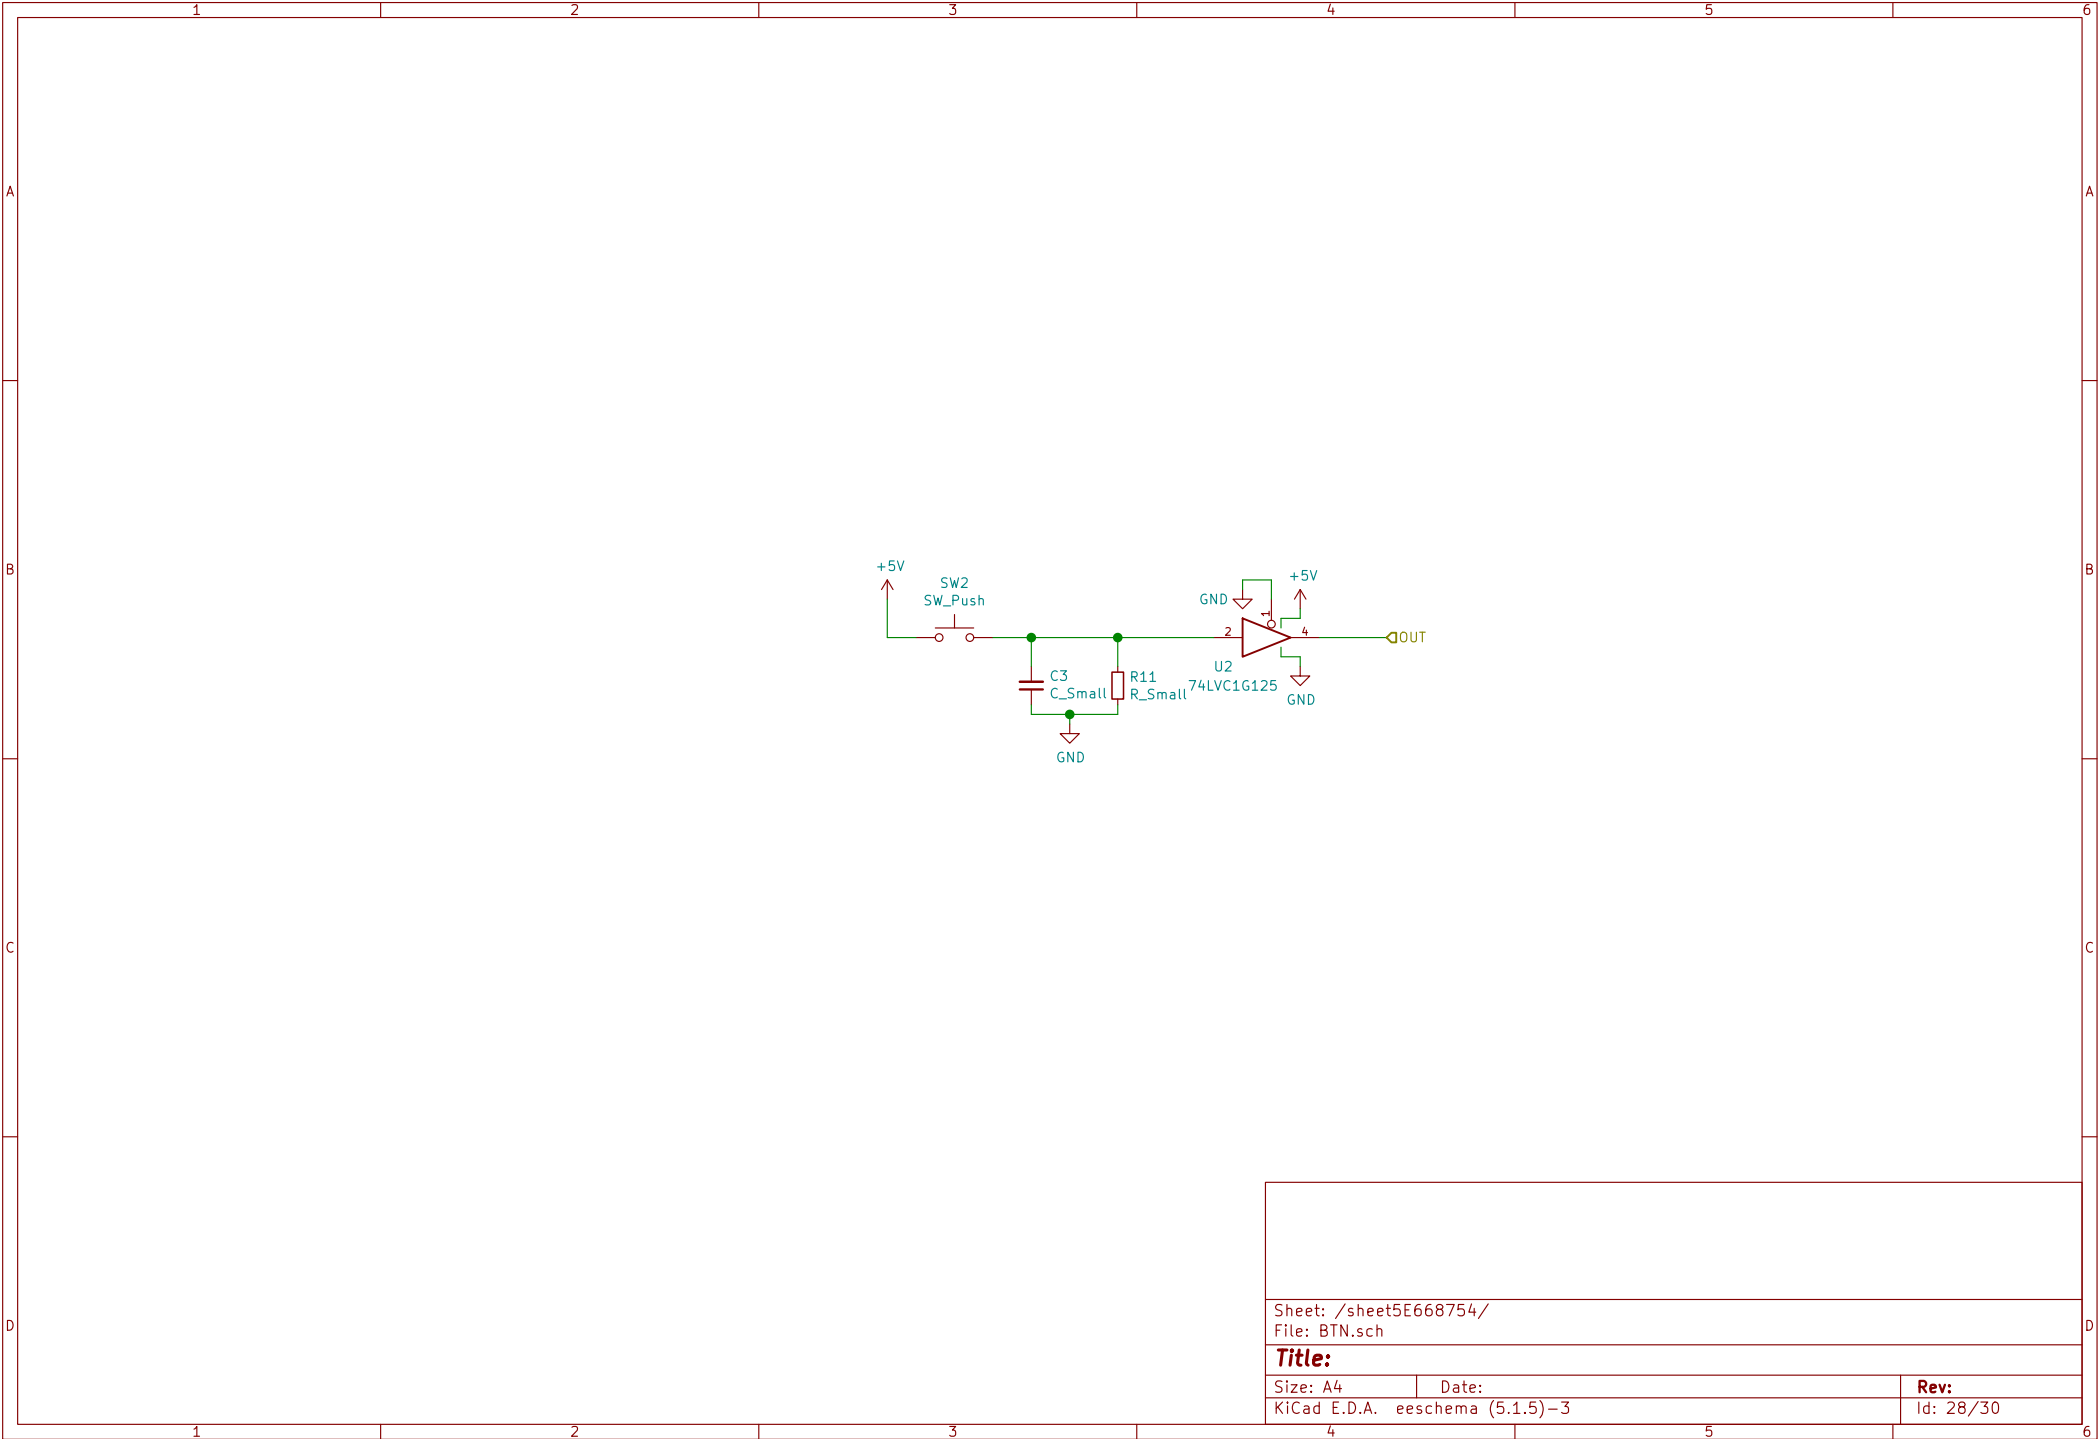 1 2 3 4 5 6
A A
+5V
SW2
SW_Push
GND
+5V
1
B B
2
4
OUT
C3
C_Small
R11
R_Small
U2
74LVC1G125
GND
GND
C C
Sheet: /sheet5E668754/
File: BTN.sch
D D
Title:
Size: A4 Date: Rev:
KiCad E.D.A. eeschema (5.1.5)-3 Id: 28/30
1 2 3 4 5 6